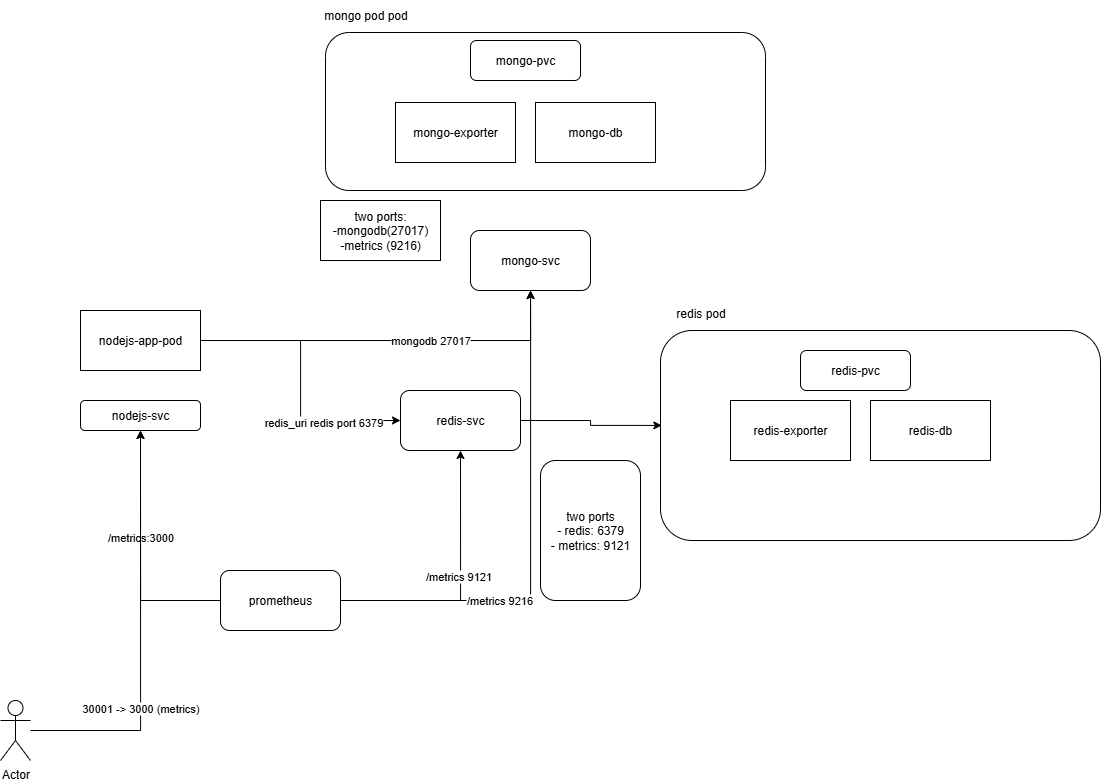 mongo pod pod
mongo-pvc
mongo-exporter
mongo-db
two ports:
-mongodb(27017)
-metrics (9216)
mongo-svc
redis pod
nodejs-app-pod
mongodb 27017
redis-pvc
nodejs-svc
redis_uri redis port 6379
redis-svc
redis-exporter
redis-db
two ports
- redis: 6379
- metrics: 9121
/metrics:3000
/metrics 9121
prometheus
/metrics 9216
30001 -> 3000 (metrics)
Actor